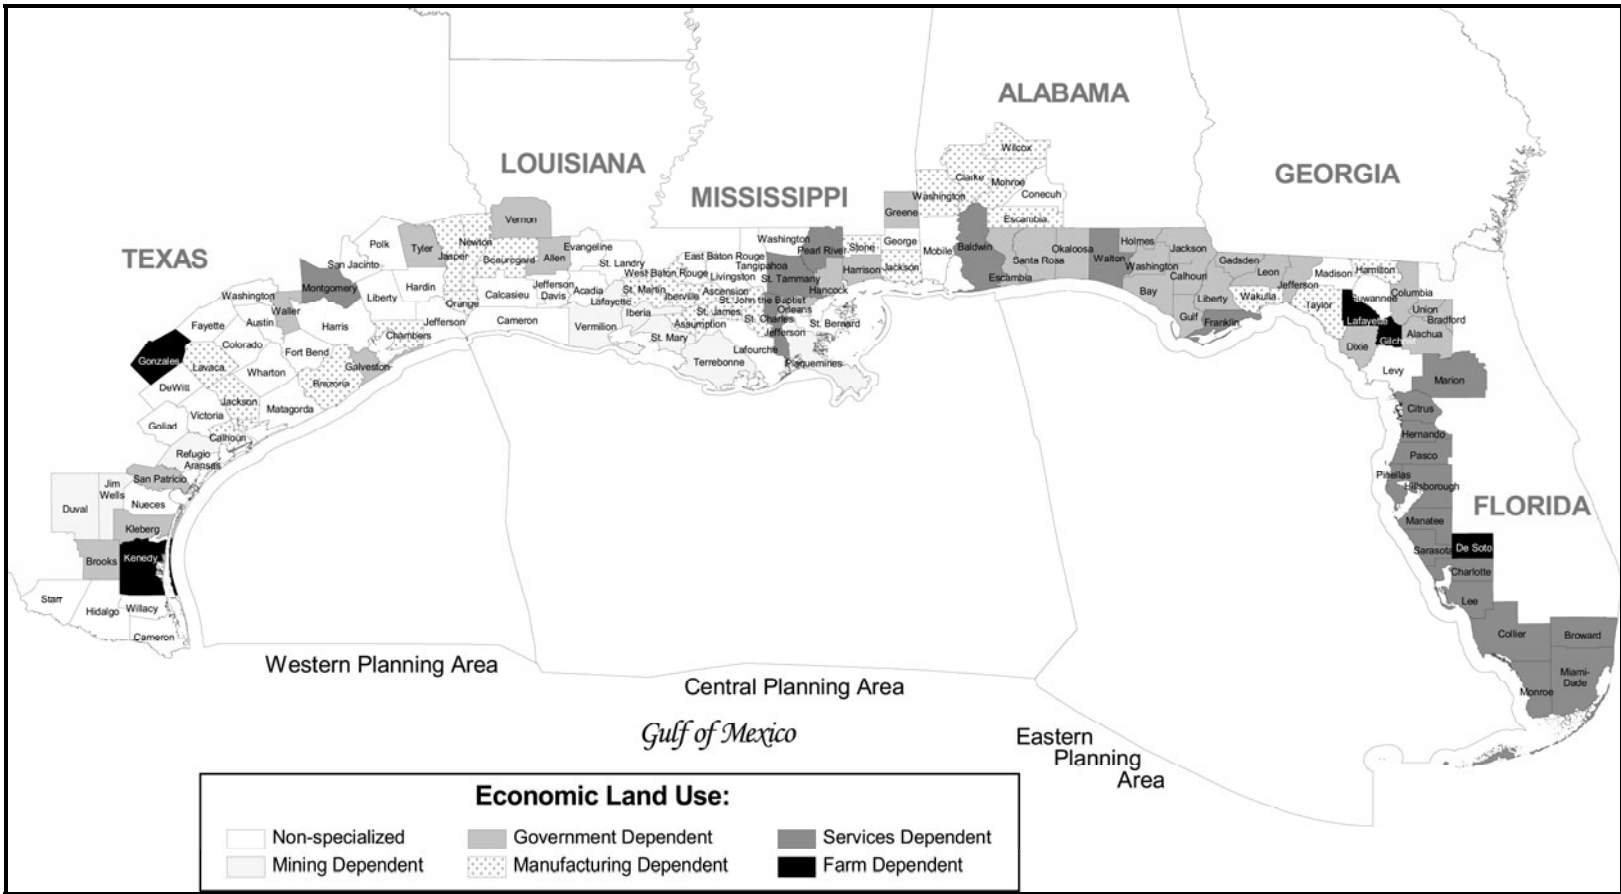 ALABAMA
LOUISIANA
GEORGIA
MISSISSIPPI
TEXAS
FLORIDA
Polk
Tyler
Newton
Jasper
Vernon
Beauregard
Allen
Evangeline
St. Landry
San Jacinto
Montgomery
Liberty
Hardin
Orange
Calcasieu
Jefferson
Davis
Acadia
Lafayette
St. Martin
Iberville
West Baton Rouge
East Baton Rouge
Livingston
Ascension
Tangipahoa
Washington
Pearl River
St. Tammany
Stone
George
Greene
Harrison
Jackson
Hancock
Orleans
St. John the Baptist
St. James
St. Charles
Jefferson
St. Bernard
Iberia
Assumption
St. Mary
Vermilion
Cameron
Terrebonne
Lafourche
Plaquemines
Washington
Waller
Austin
Harris
Fayette
Colorado
Fort Bend
Chambers
Jefferson
Galveston
Gonzales
Lavaca
Wharton
Brazoria
DeWitt
Jackson
Matagorda
Victoria
Goliad
Calhoun
Refugio
Aransas
San Patricio
Jim
Wells
Nueces
Duval
Kleberg
Brooks
Kenedy
Starr
Hidalgo
Willacy
Cameron
Wilcox
Clarke
Monroe
Washington
Conecuh
Escambia
Mobile
Baldwin
Escambia
Santa Rosa
Okaloosa
Walton
Holmes
Jackson
Washington
Calhoun
Bay
Gulf
Liberty
Franklin
Gadsden
Leon
Jefferson
Wakulla
Madison
Hamilton
Taylor
Suwannee
Columbia
Lafayette
Union
Bradford
Alachua
Gilchrist
Dixie
Levy
Marion
Citrus
Hernando
Pasco
Pinellas
Hillsborough
Manatee
Sarasota
De Soto
Charlotte
Lee
Collier
Broward
Monroe
Miami-
Dade
Western Planning Area
Central Planning Area
Gulf of Mexico
Eastern
Planning
Area
Economic Land Use:
Non-specialized
Government Dependent
Services Dependent
Mining Dependent
Manufacturing Dependent
Farm Dependent